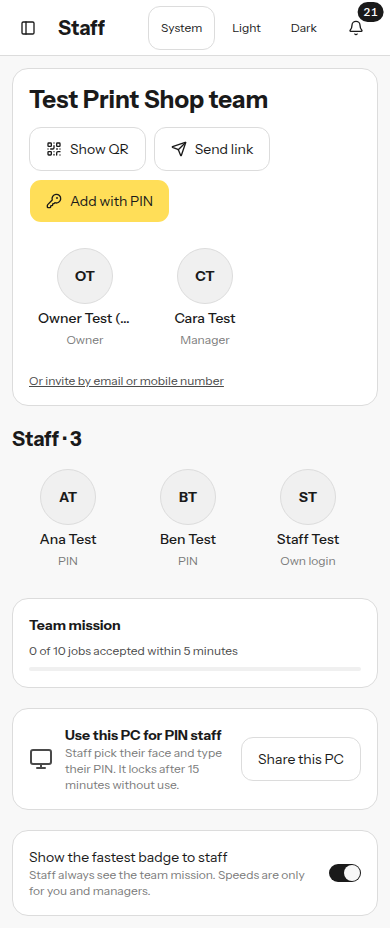 Staff
System
Light
Dark
21
Test Print Shop team
Show QR
Send link
Add with PIN
OT
CT
Owner Test (...
Cara Test
Owner
Manager
Or invite by email or mobile number
Staff · 3
AT
BT
ST
Ana Test
Ben Test
Staff Test
PIN
PIN
Own login
Team mission
0 of 10 jobs accepted within 5 minutes
Use this PC for PIN staff
Staff pick their face and type
their PIN. It locks after 15
minutes without use.
Share this PC
Show the fastest badge to staff
Staff always see the team mission. Speeds are only
for you and managers.